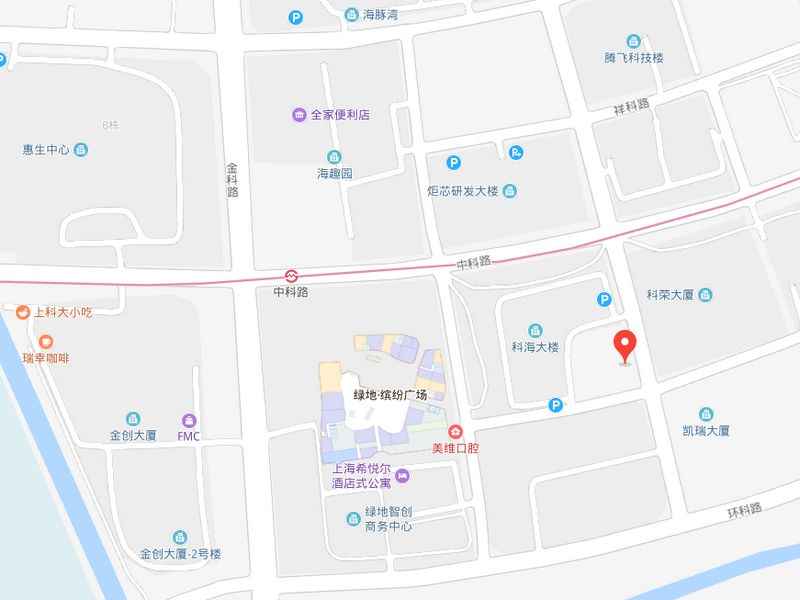 海豚湾
腾飞科技楼
祥科路
全家便利店
B栋
惠生中心
海趣园
金科路
炬芯研发大楼
中科路
中科路
科荣大厦
上科大小吃
瑞幸咖啡
科海大楼
绿地·缤纷广场
金创大厦
FMC
凯瑞大厦
美维口腔
上海希悦尔
酒店式公寓
绿地智创
商务中心
环科路
金创大厦-2号楼
P
P
P
P
P
R